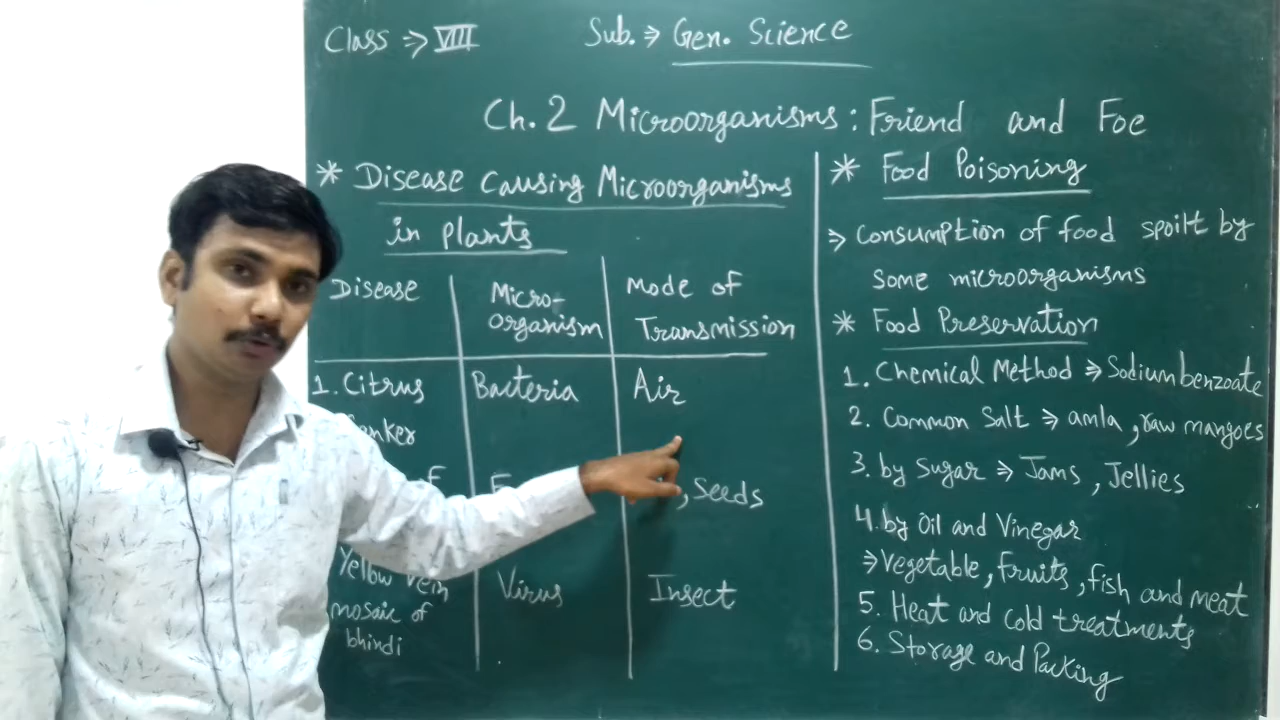 Class ⇒ VIII
Sub. ⇒ Gen. Science
Ch. 2 Microorganisms : Friend and Foe
* Disease Causing Microorganisms
in plants
Disease
Micro-
organism
Mode of
Transmission
1. Citrus
Bacteria
Air
, Seeds
Yellow vein
mosaic of
bhindi
Virus
Insect
* Food Poisoning
⇒ Consumption of food spoilt by
some microorganisms
* Food Preservation
1. Chemical Method ⇒ Sodium benzoate
2. Common Salt ⇒ amla, raw mangoes
3. by Sugar ⇒ Jams, Jellies
4. by Oil and Vinegar
⇒ vegetable, fruits, fish and meat
5. Heat and cold treatments
6. Storage and Packing